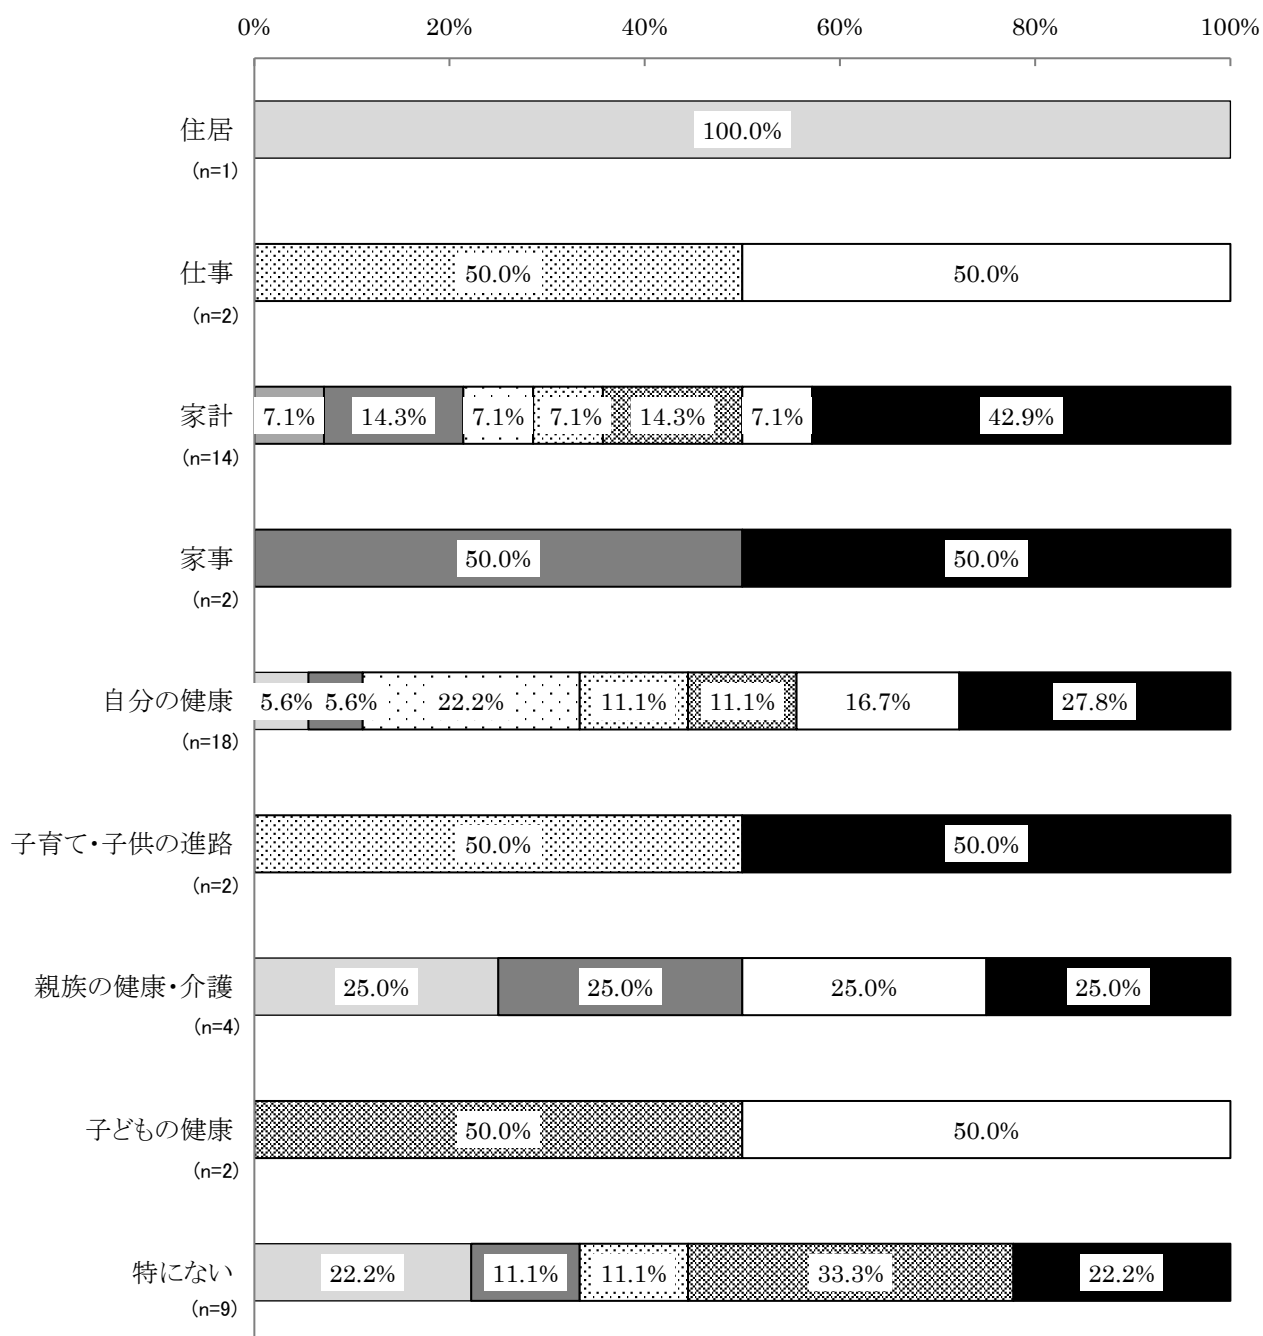 0% 20% 40% 60% 80% 100%
住居 100.0%
(n=1)
仕事 50.0% 50.0%
(n=2)
家計 7.1% 14.3% 7.1% 7.1% 14.3% 7.1% 42.9%
(n=14)
家事 50.0% 50.0%
(n=2)
自分の健康 5.6% 5.6% 22.2% 11.1% 11.1% 16.7% 27.8%
(n=18)
子育て・子供の進路 50.0% 50.0%
(n=2)
親族の健康・介護 25.0% 25.0% 25.0% 25.0%
(n=4)
子どもの健康 50.0% 50.0%
(n=2)
特にない 22.2% 11.1% 11.1% 33.3% 22.2%
(n=9)